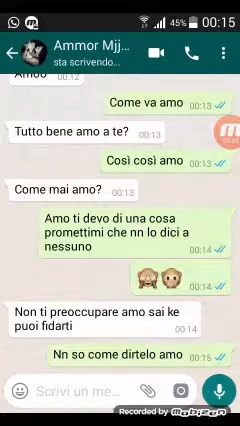 45% 00:15
Ammor Mjj...
sta scrivendo...
Amoo 00:12
Come va amo 00:13
Tutto bene amo a te? 00:13
03:20
Così così amo 00:13
Come mai amo? 00:13
Amo ti devo di una cosa
promettimi che nn lo dici a
nessuno 00:14
00:14
Non ti preoccupare amo sai ke
puoi fidarti 00:14
Nn so come dirtelo amo 00:15
Scrivi un me...
Recorded by MOBIZEN